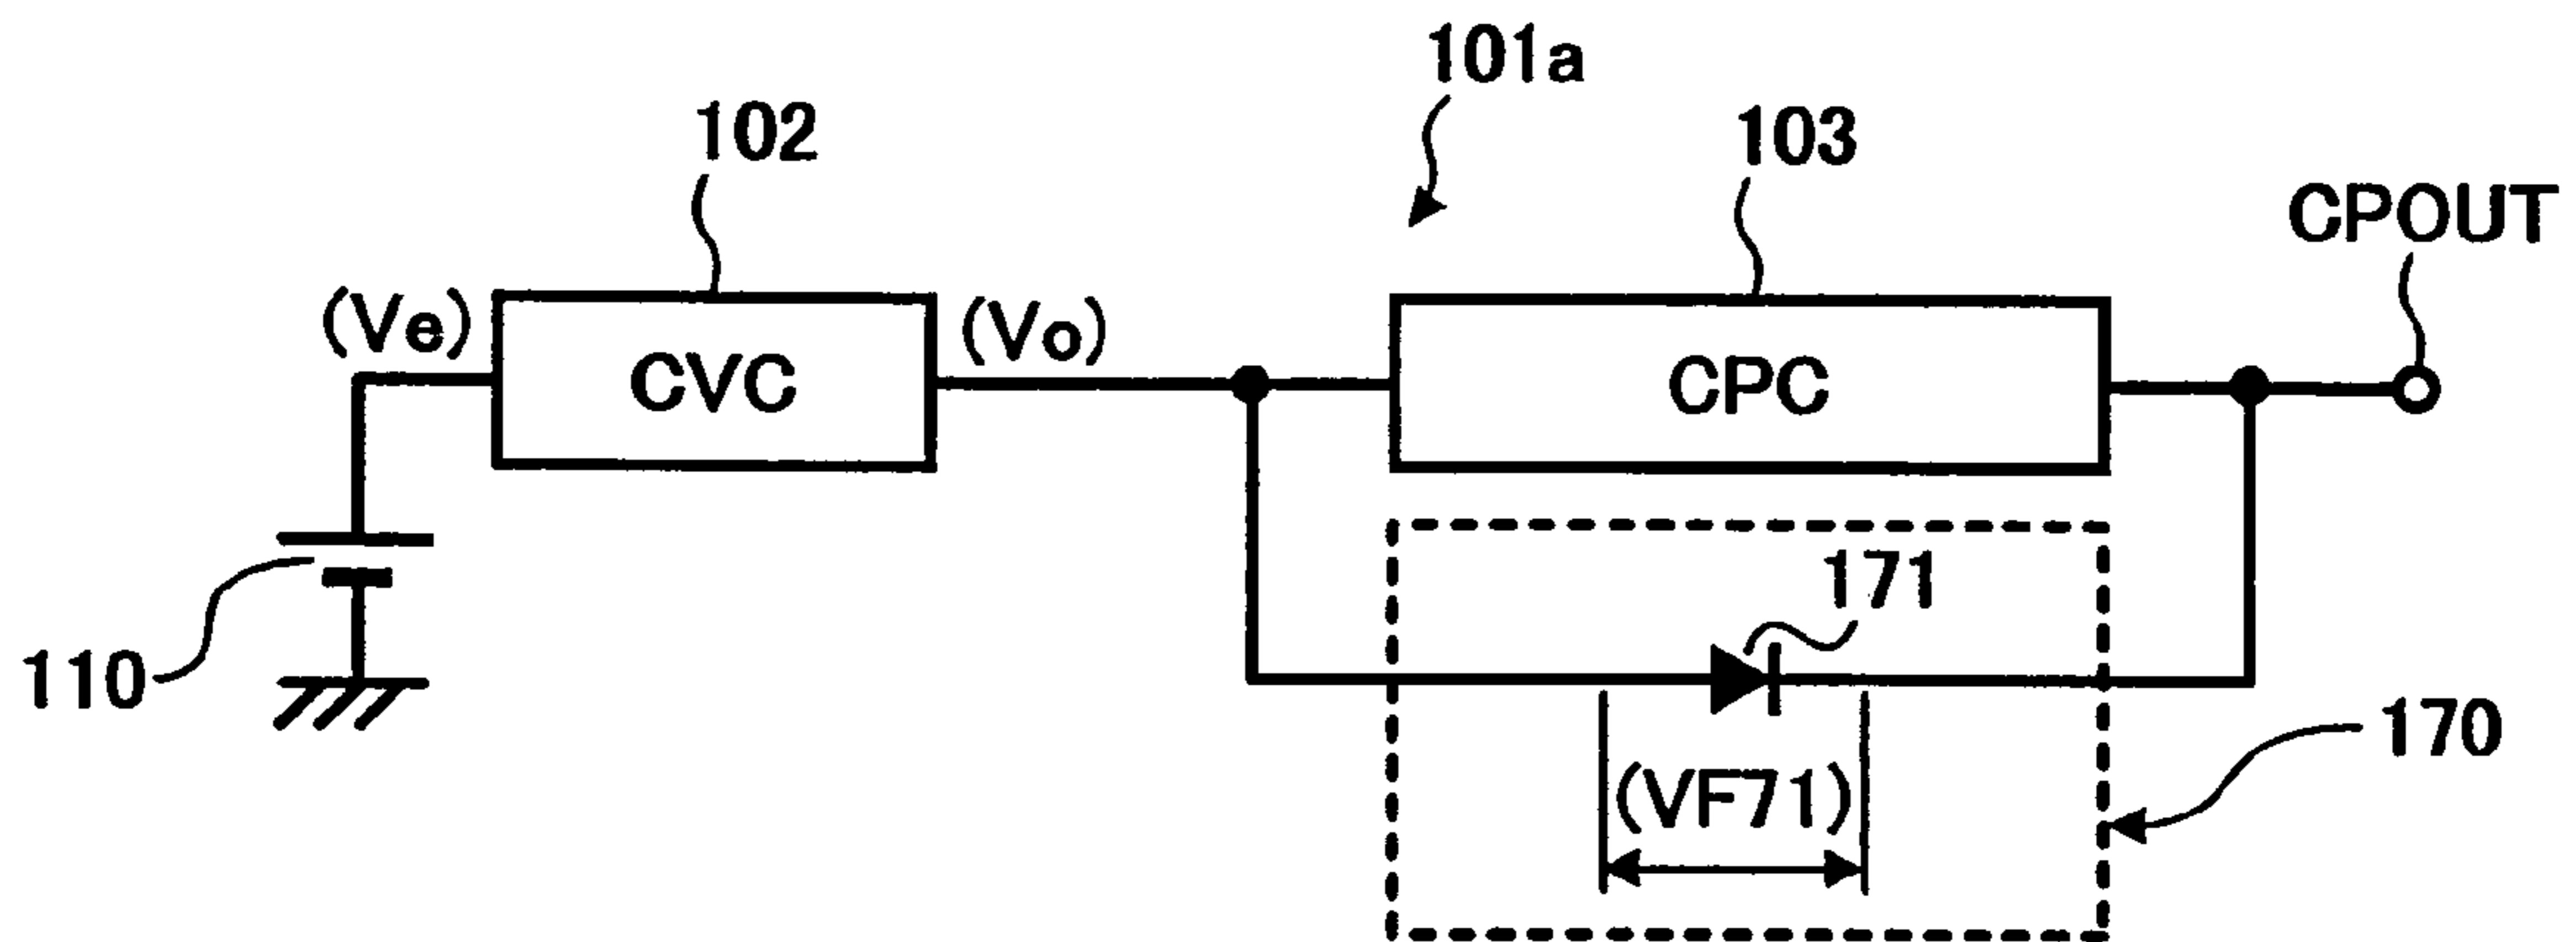 101a
102
103
CPOUT
(Ve)
CVC
(Vo)
CPC
171
110
170
(VF71)